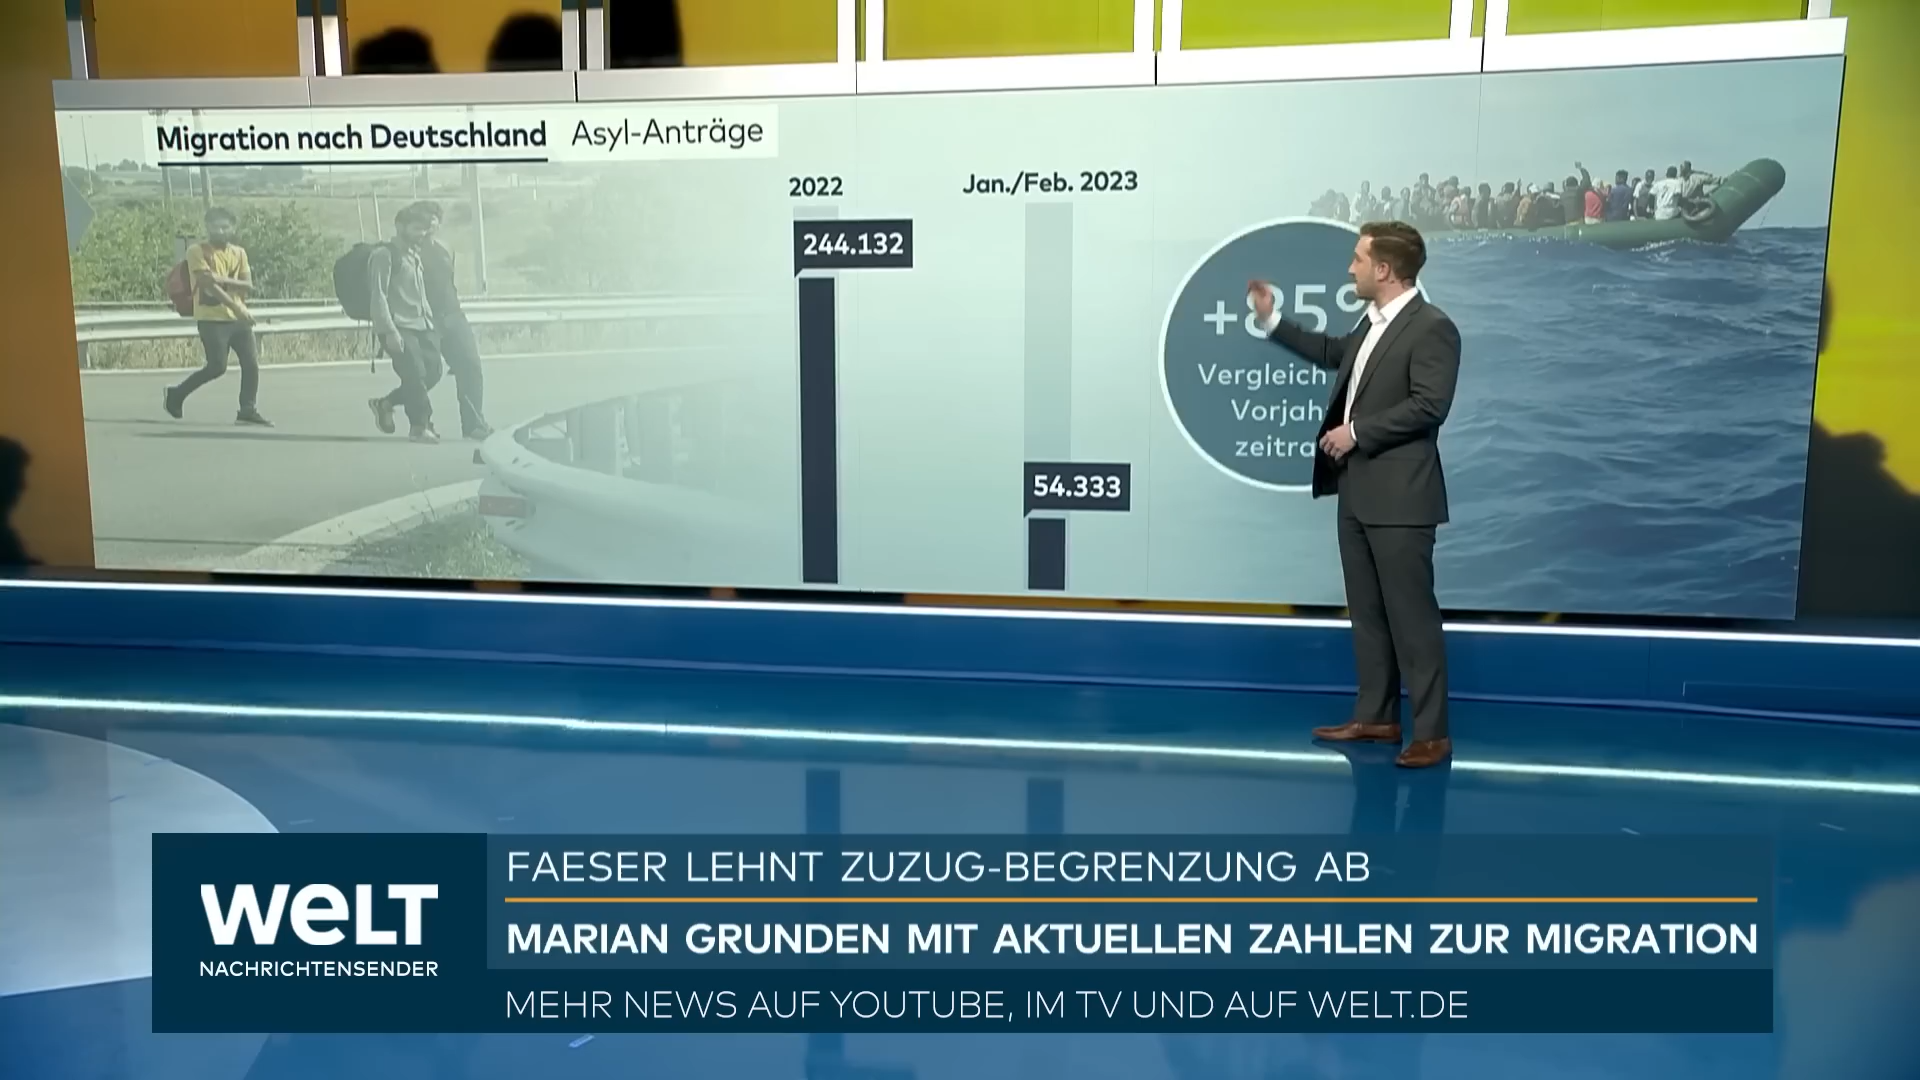 Migration nach Deutschland Asyl-Anträge
2022
Jan./Feb. 2023
244.132
54.333
+85%
Vergleich
WELT
NACHRICHTENSENDER
FAESER LEHNT ZUZUG-BEGRENZUNG AB
MARIAN GRUNDEN MIT AKTUELLEN ZAHLEN ZUR MIGRATION
MEHR NEWS AUF YOUTUBE, IM TV UND AUF WELT.DE